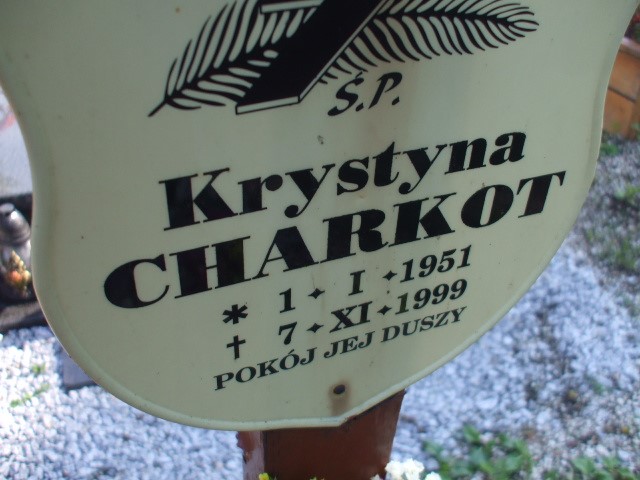 Ś.P.
Krystyna
CHARKOT
* 1 ✦ I ✦ 1951
† 7 ✦ XI ✦ 1999
POKÓJ JEJ DUSZY